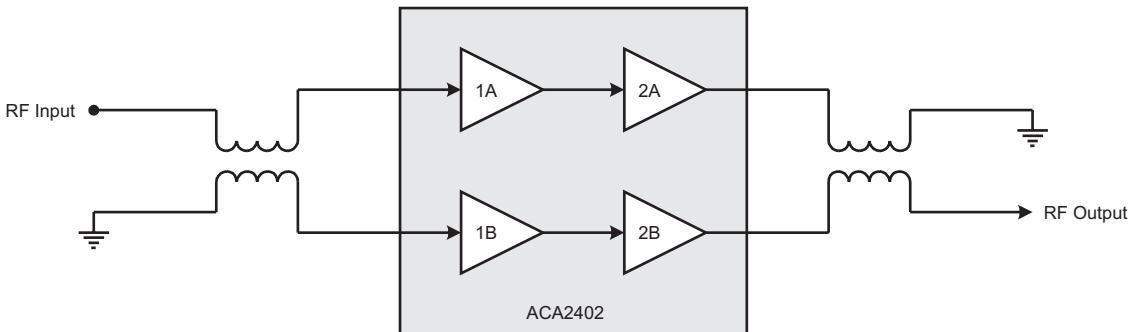 1A
2A
RF Input
1B
2B
RF Output
ACA2402